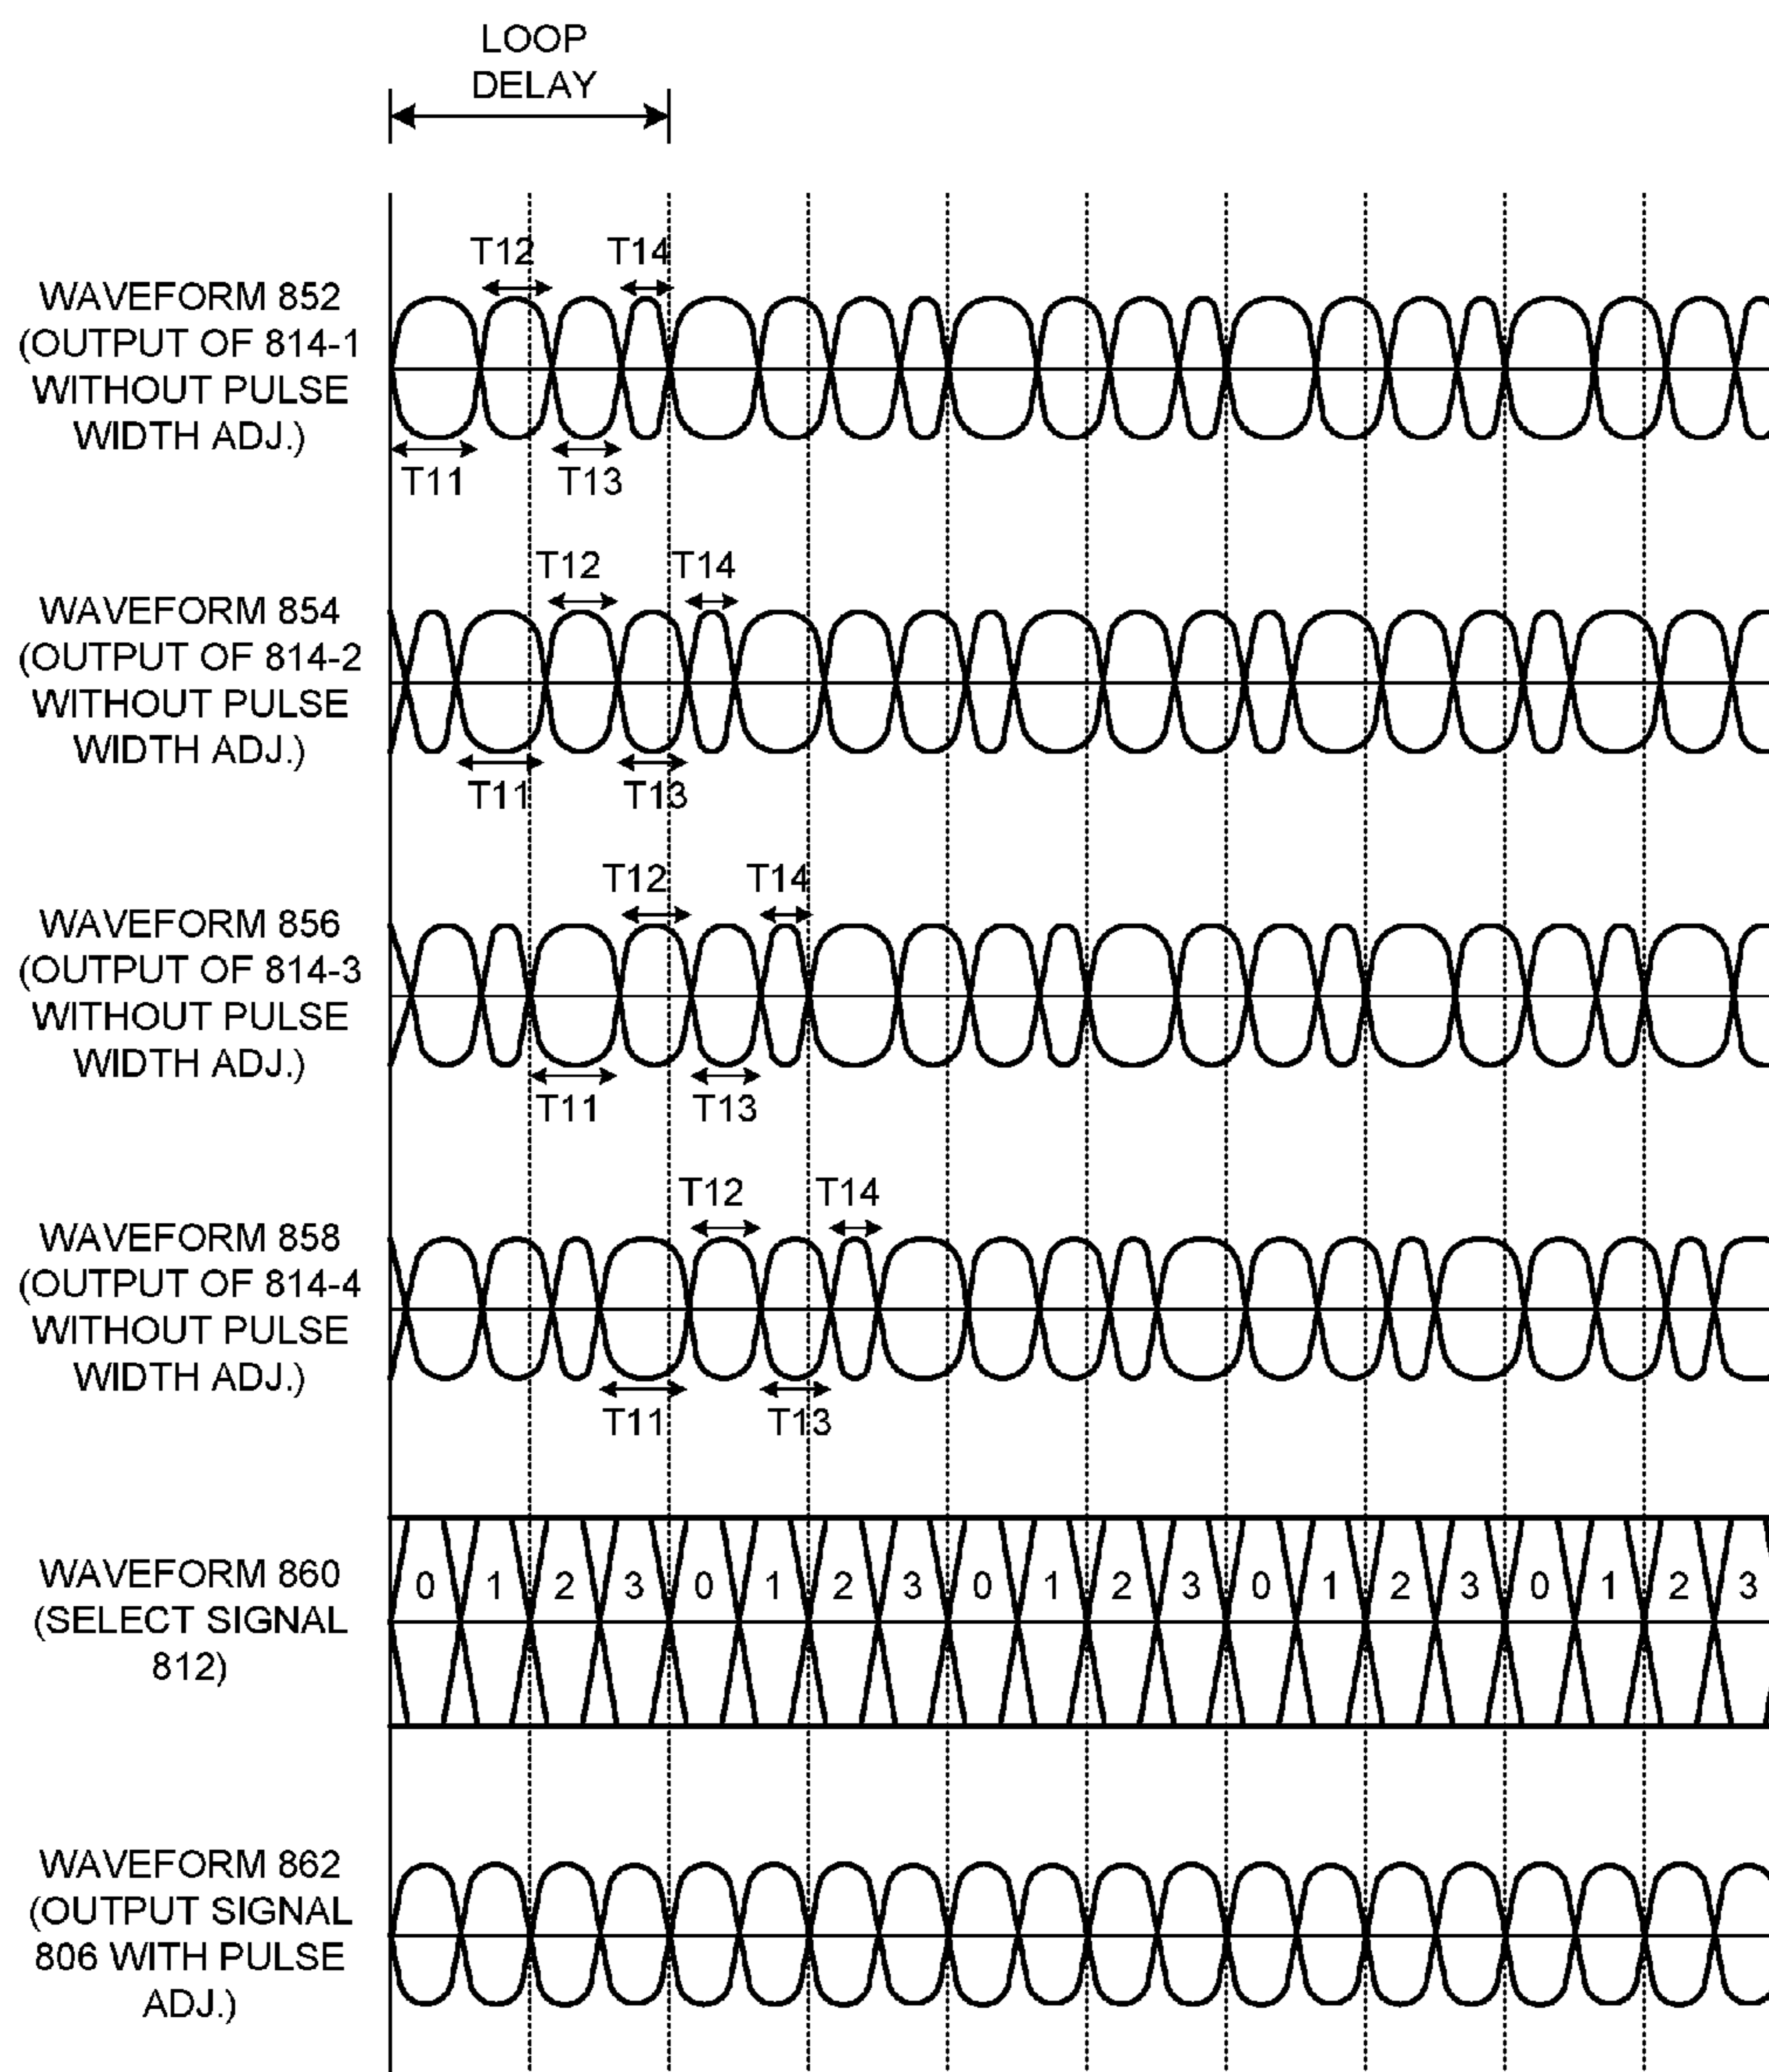 LOOP
DELAY
T12 T14
WAVEFORM 852
(OUTPUT OF 814-1
WITHOUT PULSE
WIDTH ADJ.)
T11 T13
T12 T14
WAVEFORM 854
(OUTPUT OF 814-2
WITHOUT PULSE
WIDTH ADJ.)
T11 T13
T12 T14
WAVEFORM 856
(OUTPUT OF 814-3
WITHOUT PULSE
WIDTH ADJ.)
T11 T13
T12 T14
WAVEFORM 858
(OUTPUT OF 814-4
WITHOUT PULSE
WIDTH ADJ.)
T11 T13
WAVEFORM 860
(SELECT SIGNAL
812)
0 1 2 3 0 1 2 3 0 1 2 3 0 1 2 3 0 1 2 3
WAVEFORM 862
(OUTPUT SIGNAL
806 WITH PULSE
ADJ.)